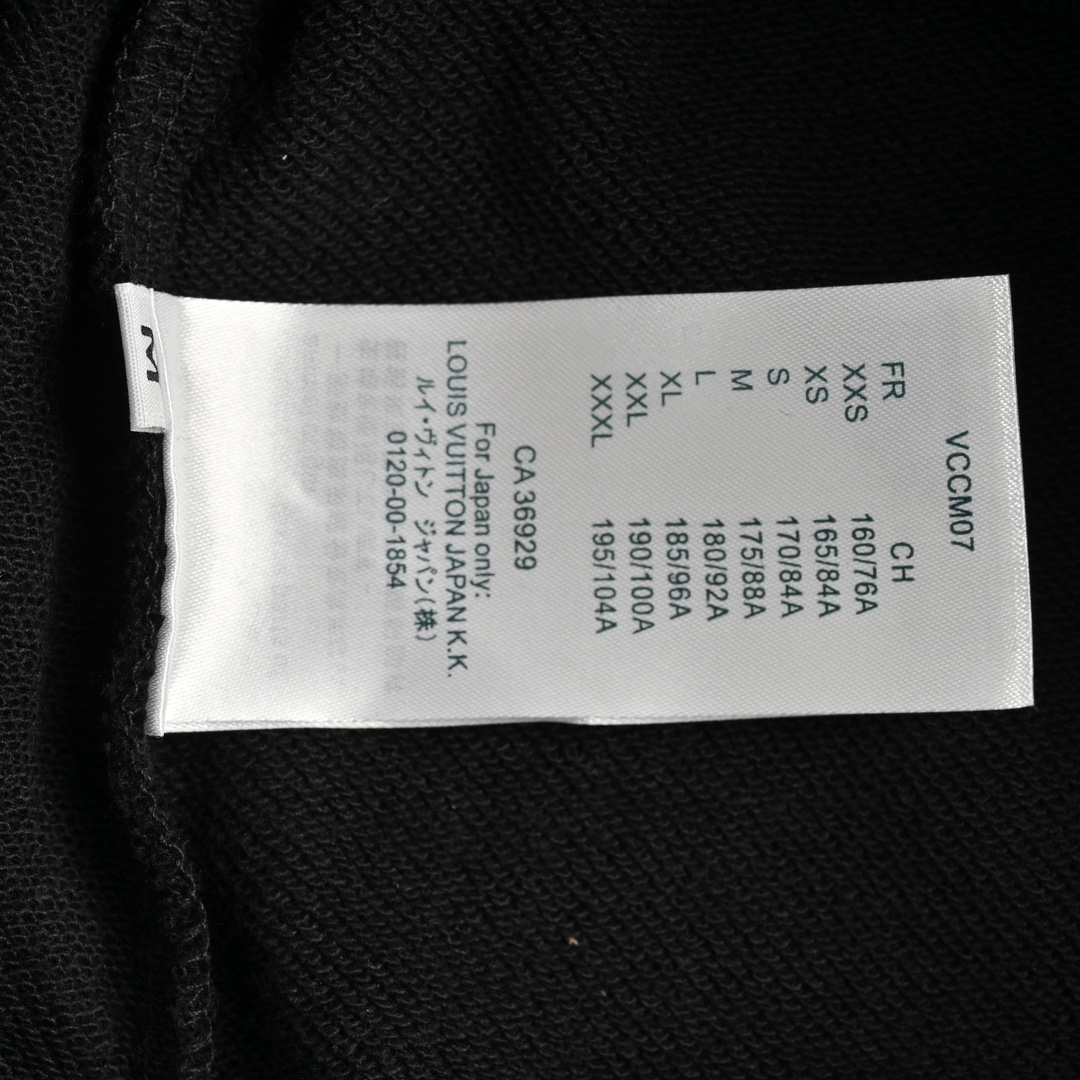 VCCM07
FR CH
XXS 160/76A
XS 165/84A
S 170/84A
M 175/88A
L 180/92A
XL 185/96A
XXL 190/100A
XXXL 195/104A
CA 36929
For Japan only:
LOUIS VUITTON JAPAN K.K.
ルイ・ヴィトン ジャパン(株)
0120-00-1854
M